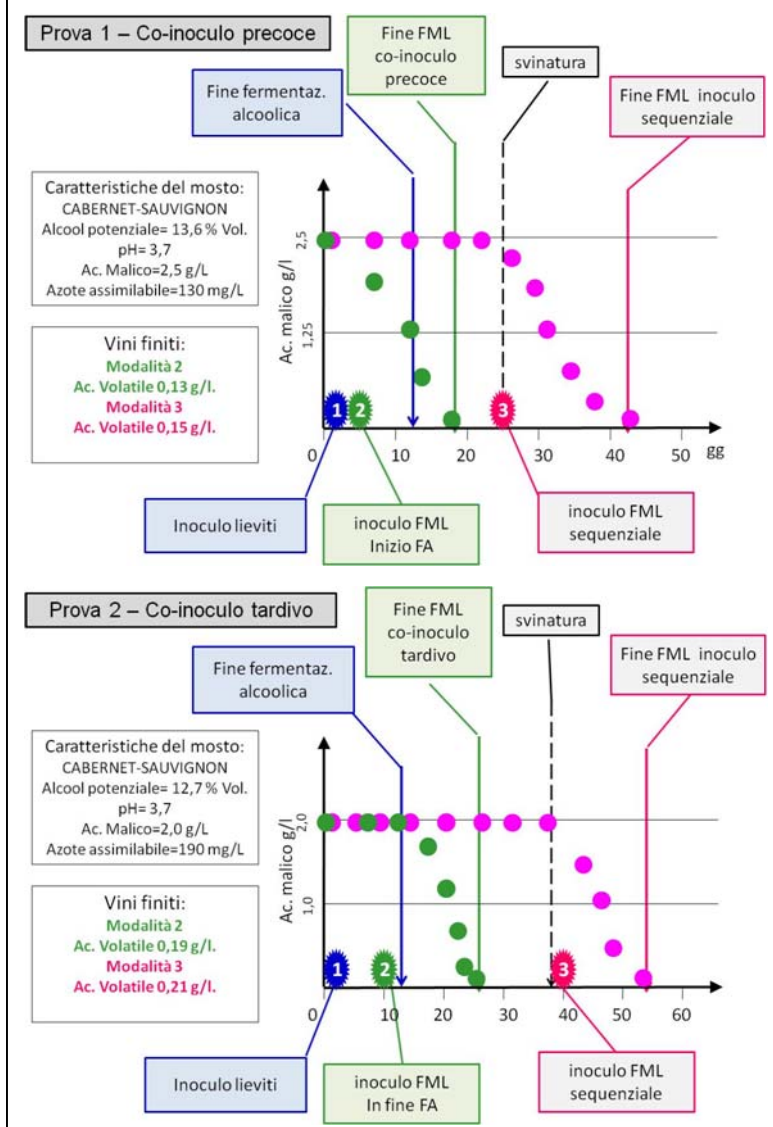 Prova 1 – Co-inoculo precoce
Fine fermentaz.
alcoolica
Fine FML
co-inoculo
precoce
svinatura
Fine FML inoculo
sequenziale
Caratteristiche del mosto:
CABERNET-SAUVIGNON
Alcool potenziale= 13,6 % Vol.
pH= 3,7
Ac. Malico=2,5 g/L
Azote assimilabile=130 mg/L
Vini finiti:
Modalità 2
Ac. Volatile 0,13 g/l.
Modalità 3
Ac. Volatile 0,15 g/l.
Ac. malico g/l
2,5
1,25
1
2
3
0 10 20 30 40 50 gg
Inoculo lieviti
inoculo FML
Inizio FA
inoculo FML
sequenziale
Prova 2 – Co-inoculo tardivo
Fine fermentaz.
alcoolica
Fine FML
co-inoculo
tardivo
svinatura
Fine FML inoculo
sequenziale
Caratteristiche del mosto:
CABERNET-SAUVIGNON
Alcool potenziale= 12,7 % Vol.
pH= 3,7
Ac. Malico=2,0 g/L
Azote assimilabile=190 mg/L
Vini finiti:
Modalità 2
Ac. Volatile 0,19 g/l.
Modalità 3
Ac. Volatile 0,21 g/l.
Ac. malico g/l
2,0
1,0
1
2
3
0 10 20 30 40 50 60
Inoculo lieviti
inoculo FML
In fine FA
inoculo FML
sequenziale